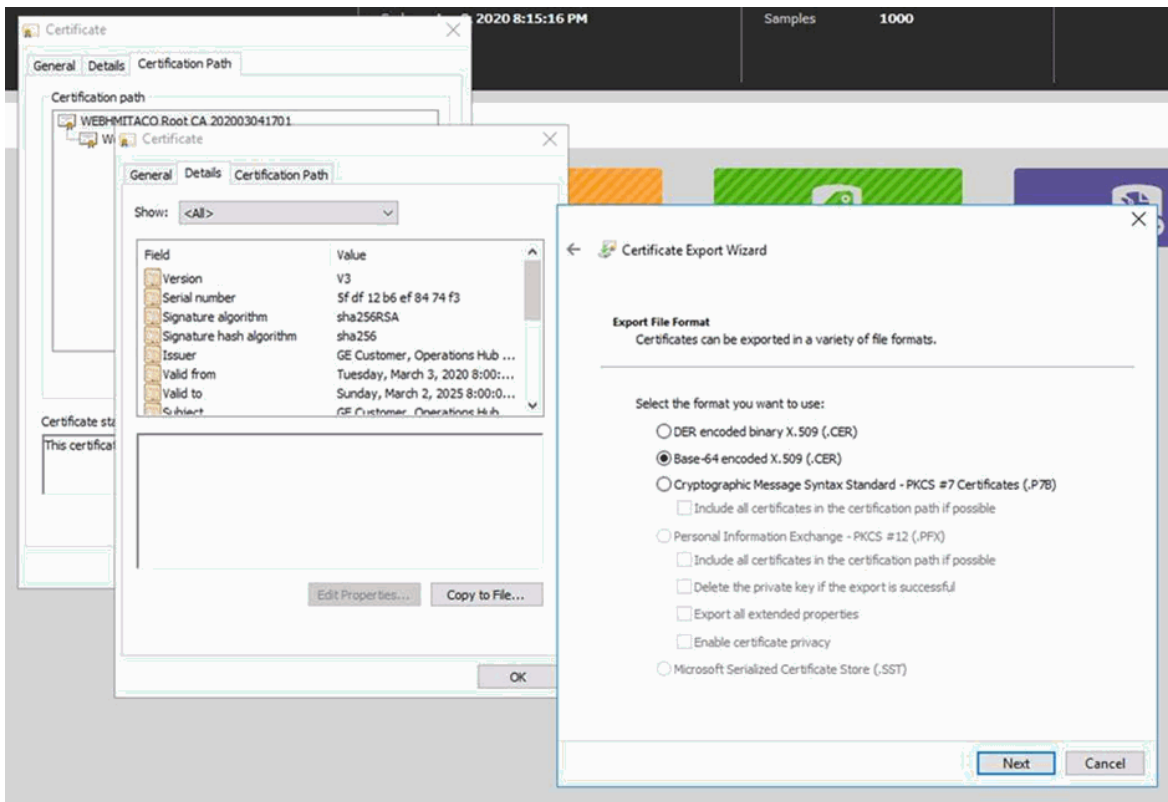 2020 8:15:16 PM
Samples 1000
Certificate
General Details Certification Path
Certification path
WEBHMITACO Root CA 202003041701
Certificate
General Details Certification Path
Show: <All>
Field Value
Version V3
Serial number 5f df 12 b6 ef 84 74 f3
Signature algorithm sha256RSA
Signature hash algorithm sha256
Issuer GE Customer, Operations Hub ...
Valid from Tuesday, March 3, 2020 8:00:...
Valid to Sunday, March 2, 2025 8:00:0...
Subject GE Customer, Operations Hub
Certificate sta
This certifica
Edit Properties... Copy to File...
OK
Certificate Export Wizard
Export File Format
Certificates can be exported in a variety of file formats.
Select the format you want to use:
DER encoded binary X.509 (.CER)
Base-64 encoded X.509 (.CER)
Cryptographic Message Syntax Standard - PKCS #7 Certificates (.P7B)
Include all certificates in the certification path if possible
Personal Information Exchange - PKCS #12 (.PFX)
Include all certificates in the certification path if possible
Delete the private key if the export is successful
Export all extended properties
Enable certificate privacy
Microsoft Serialized Certificate Store (.SST)
Next Cancel